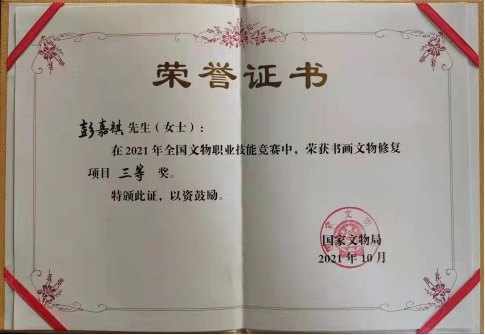 荣誉证书
彭嘉祺 先生（女士）：
在 2021 年全国文物职业技能竞赛中，荣获书画文物修复
项目 三等 奖。
特颁此证，以资鼓励。
国家文物局
2021 年 10 月